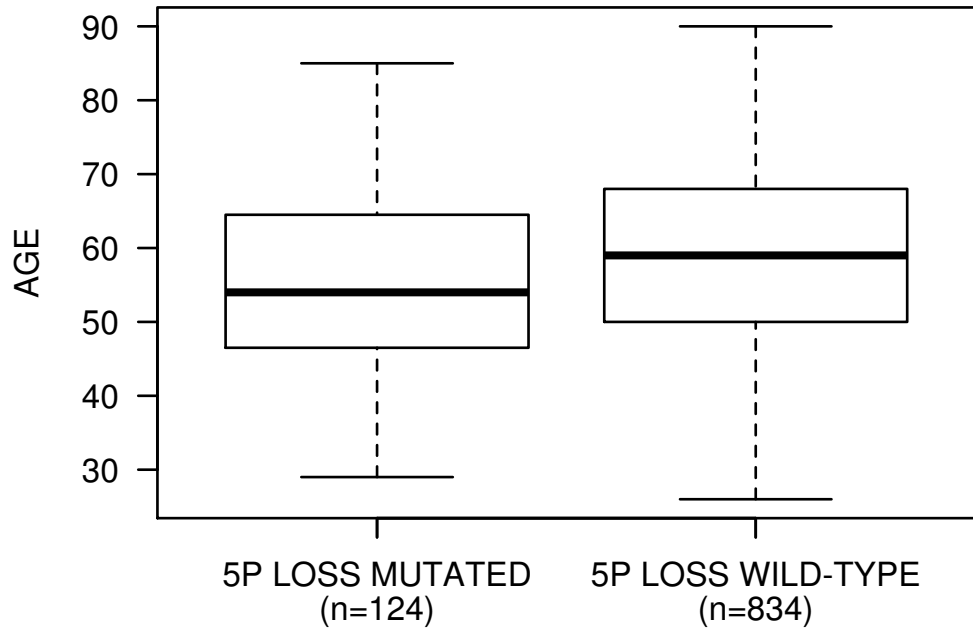 90
80
70
60
50
40
30
AGE
5P LOSS MUTATED
(n=124)
5P LOSS WILD-TYPE
(n=834)